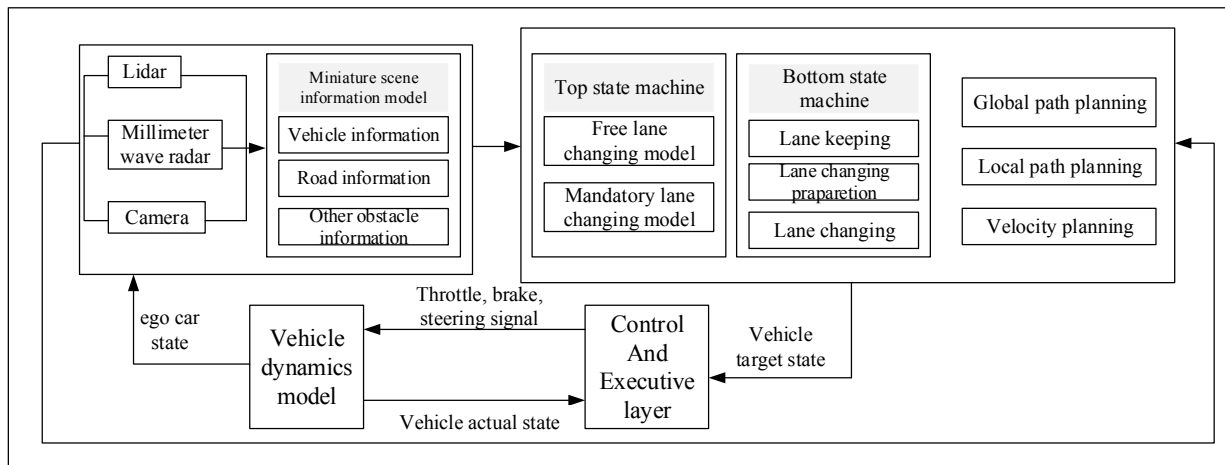 Lidar
Millimeter
wave radar
Camera
Miniature scene
information model
Vehicle information
Road information
Other obstacle
information
Top state machine
Free lane
changing model
Mandatory lane
changing model
Bottom state
machine
Lane keeping
Lane changing
praparetion
Lane changing
Global path planning
Local path planning
Velocity planning
ego car
state
Vehicle
dynamics
model
Throttle, brake,
steering signal
Vehicle actual state
Control
And
Executive
layer
Vehicle
target state